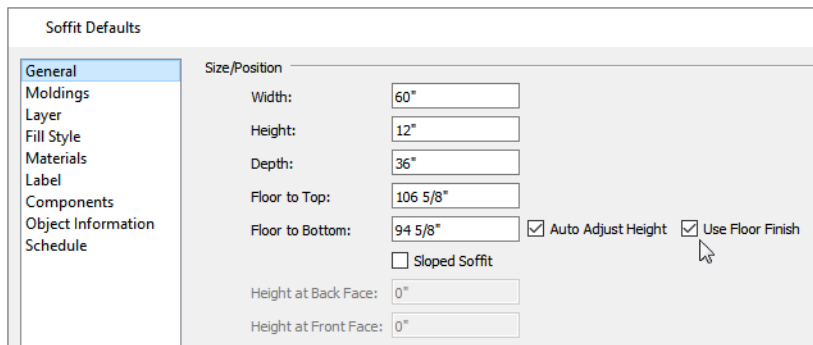 Soffit Defaults
General
Moldings
Layer
Fill Style
Materials
Label
Components
Object Information
Schedule
Size/Position
Width: 60"
Height: 12"
Depth: 36"
Floor to Top: 106 5/8"
Floor to Bottom: 94 5/8" Auto Adjust Height Use Floor Finish
Sloped Soffit
Height at Back Face: 0"
Height at Front Face: 0"